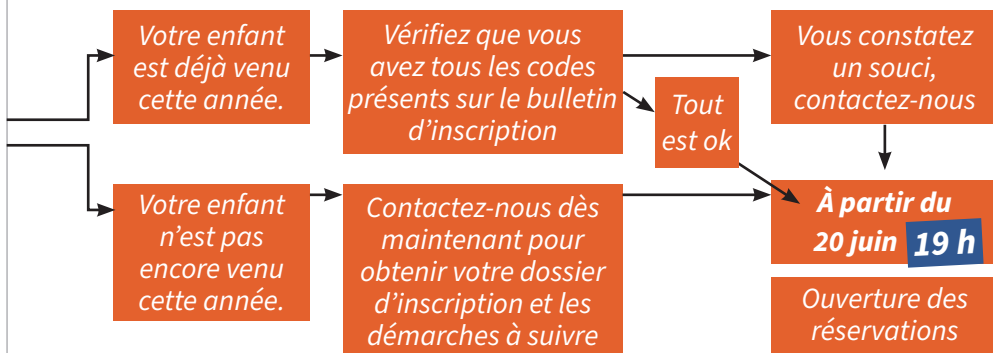 Votre enfant
est déjà venu
cette année.
Vérifiez que vous
avez tous les codes
présents sur le bulletin
d’inscription
Vous constatez
un souci,
contactez-nous
Tout
est ok
Votre enfant
n’est pas
encore venu
cette année.
Contactez-nous dès
maintenant pour
obtenir votre dossier
d’inscription et les
démarches à suivre
À partir du
20 juin 19 h
Ouverture des
réservations